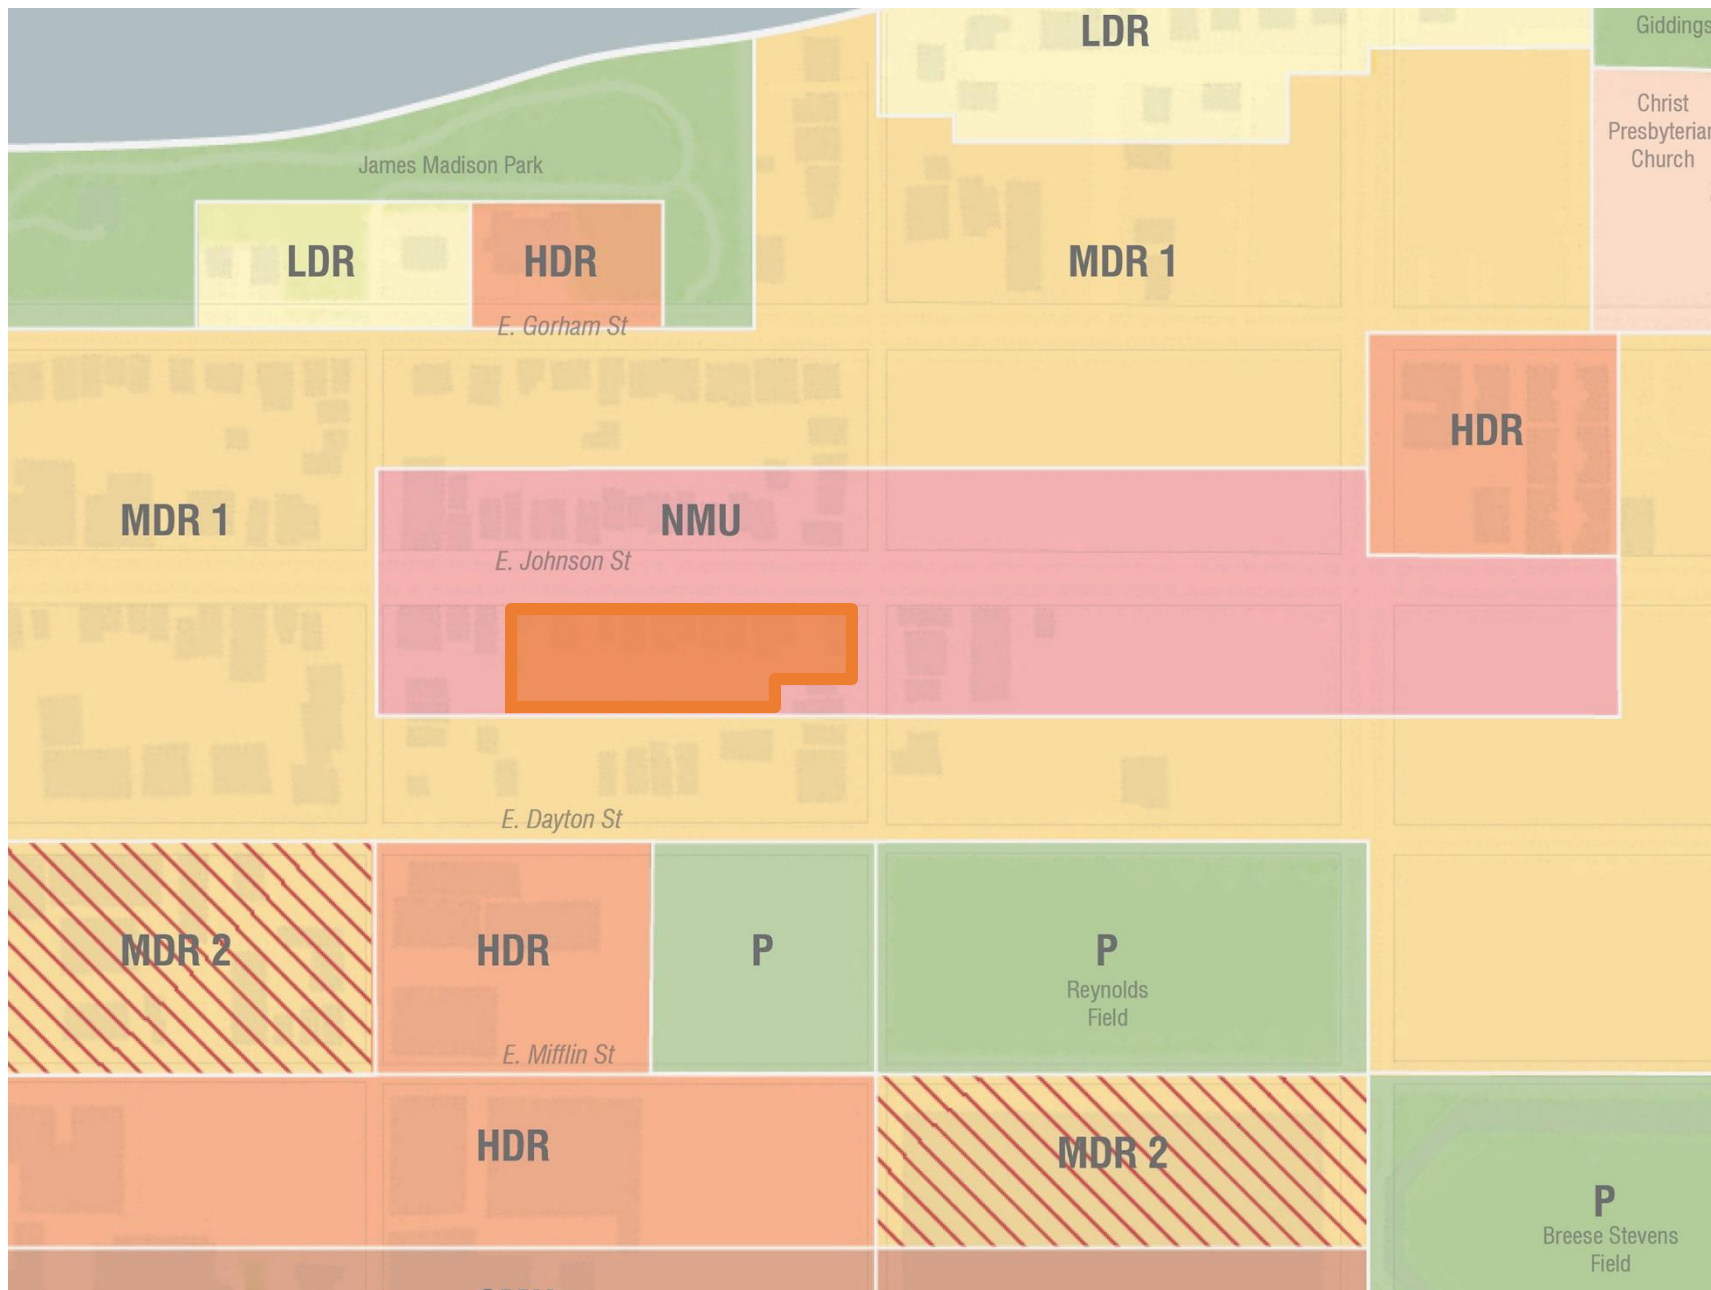 LDR
Giddings
Christ
Presbyterian
Church
James Madison Park
LDR
HDR
MDR 1
E. Gorham St
HDR
MDR 1
NMU
E. Johnson St
E. Dayton St
MDR 2
HDR
P
P
Reynolds
Field
E. Mifflin St
HDR
MDR 2
P
Breese Stevens
Field